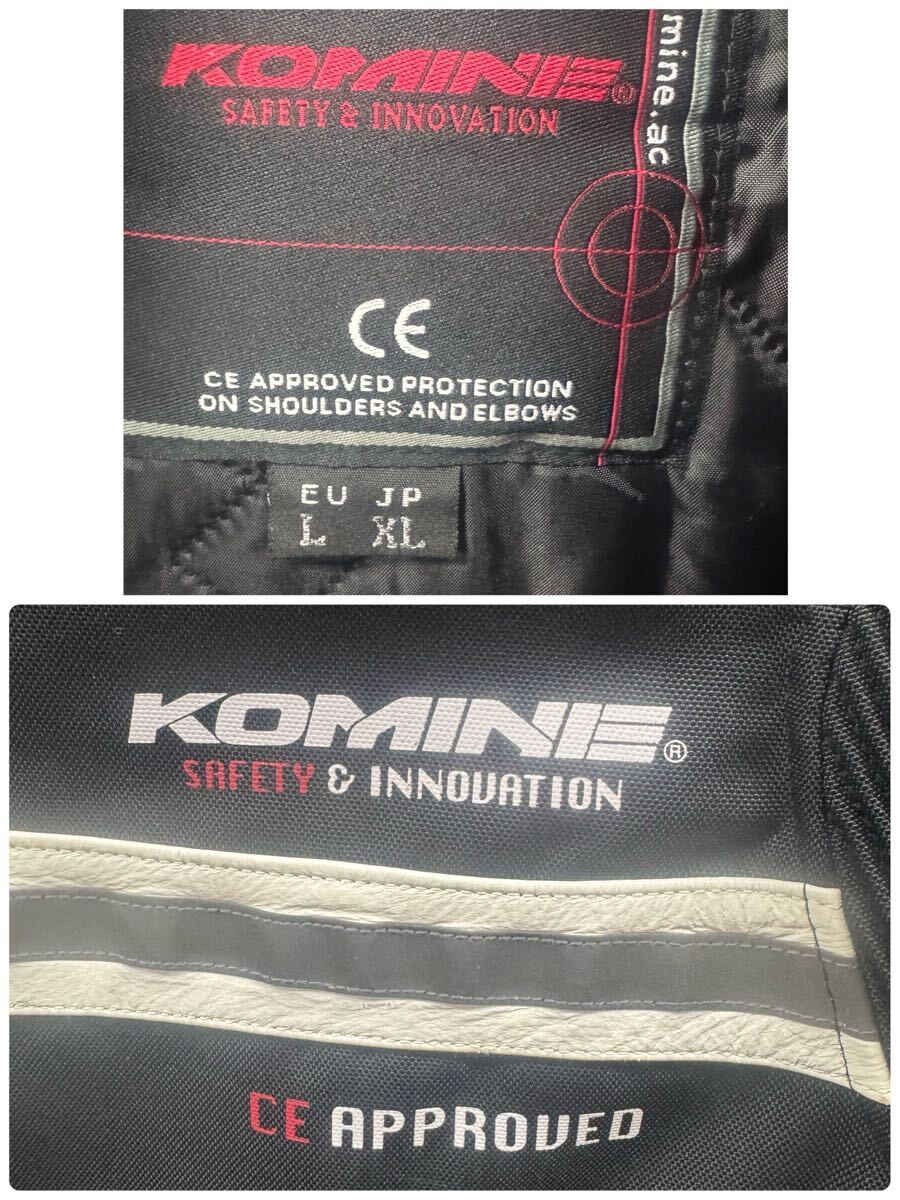 KOMINE®
SAFETY & INNOVATION
mine.ac
CE
CE APPROVED PROTECTION
ON SHOULDERS AND ELBOWS
EU JP
L XL
KOMINE®
SAFETY & INNOVATION
CE APPROVED